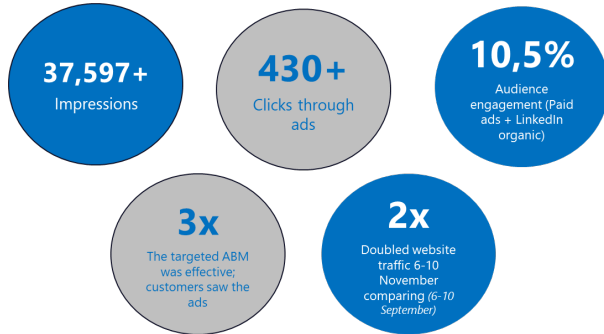 37,597+
Impressions
430+
Clicks through
ads
10,5%
Audience
engagement (Paid
ads + LinkedIn
organic)
3x
The targeted ABM
was effective;
customers saw the
ads
2x
Doubled website
traffic 6-10
November
comparing (6-10
September)